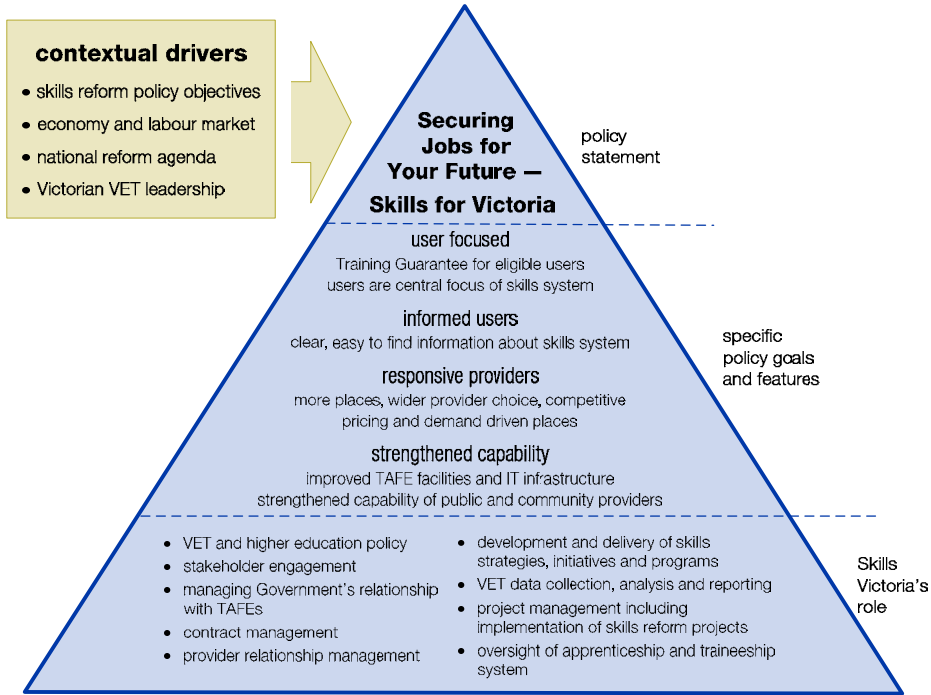 contextual drivers
• skills reform policy objectives
• economy and labour market
• national reform agenda
• Victorian VET leadership
Securing
Jobs for
Your Future —
Skills for Victoria
policy
statement
user focused
Training Guarantee for eligible users
users are central focus of skills system
informed users
clear, easy to find information about skills system
responsive providers
more places, wider provider choice, competitive
pricing and demand driven places
strengthened capability
improved TAFE facilities and IT infrastructure
strengthened capability of public and community providers
specific
policy goals
and features
• VET and higher education policy
• stakeholder engagement
• managing Government's relationship
with TAFEs
• contract management
• provider relationship management
• development and delivery of skills
strategies, initiatives and programs
• VET data collection, analysis and reporting
• project management including
implementation of skills reform projects
• oversight of apprenticeship and traineeship
system
Skills
Victoria's
role